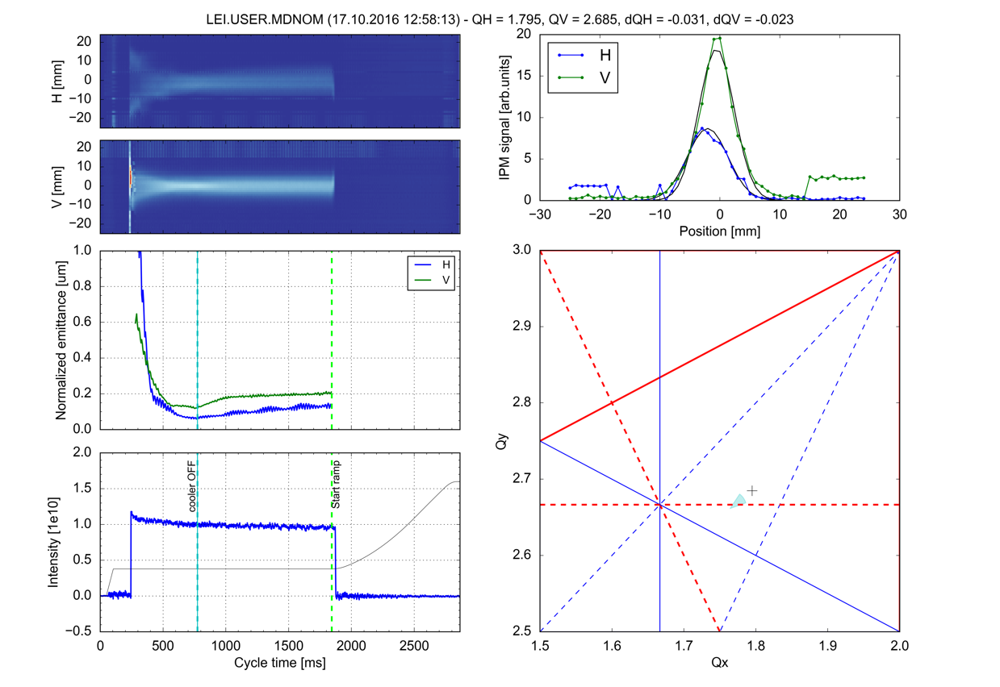 LEI.USER.MDNOM (17.10.2016 12:58:13) - QH = 1.795, QV = 2.685, dQH = -0.031, dQV = -0.023
H [mm]
20
10
0
−10
−20
V [mm]
20
10
0
−10
−20
IPM signal [arb.units]
20
15
10
5
0
H
V
−30 −20 −10 0 10 20 30
Position [mm]
Normalized emittance [um]
1.0
0.8
0.6
0.4
0.2
0.0
H
V
Intensity [1e10]
2.0
1.5
1.0
0.5
0.0
−0.5
cooler OFF
Start ramp
0 500 1000 1500 2000 2500
Cycle time [ms]
Qy
3.0
2.9
2.8
2.7
2.6
2.5
1.5 1.6 1.7 1.8 1.9 2.0
Qx